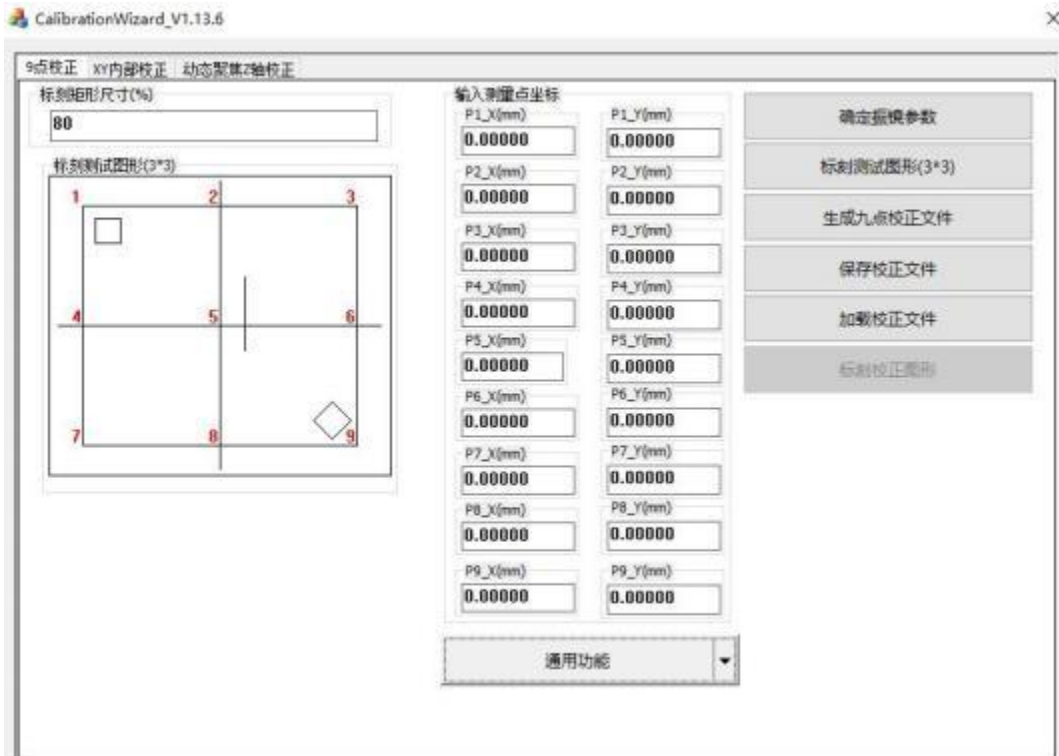 CalibrationWizard_V1.13.6
9点校正 XY内部校正 动态聚焦Z轴校正
标刻矩形尺寸(%)
80
标刻测试图形(3*3)
1 2 3
4 5 6
7 8 9
输入测量点坐标
P1_X(mm) P1_Y(mm)
0.00000 0.00000
P2_X(mm) P2_Y(mm)
0.00000 0.00000
P3_X(mm) P3_Y(mm)
0.00000 0.00000
P4_X(mm) P4_Y(mm)
0.00000 0.00000
P5_X(mm) P5_Y(mm)
0.00000 0.00000
P6_X(mm) P6_Y(mm)
0.00000 0.00000
P7_X(mm) P7_Y(mm)
0.00000 0.00000
P8_X(mm) P8_Y(mm)
0.00000 0.00000
P9_X(mm) P9_Y(mm)
0.00000 0.00000
通用功能
确定振镜参数
标刻测试图形(3*3)
生成九点校正文件
保存校正文件
加载校正文件
标刻校正图形